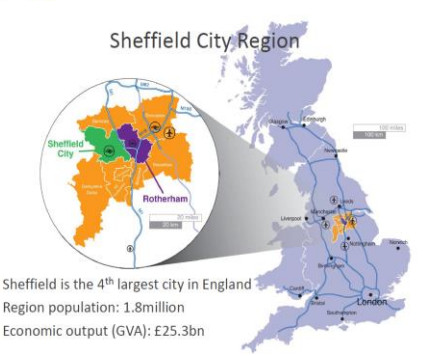 Sheffield City Region
Glasgow
Edinburgh
100 miles
100 km
Newcastle
Sheffield
City
Rotherham
20 miles
20 km
Leeds
Liverpool
Manchester
Nottingham
Norwich
Birmingham
Cardiff
London
Bristol
Southampton
Sheffield is the 4th largest city in England
Region population: 1.8million
Economic output (GVA): £25.3bn